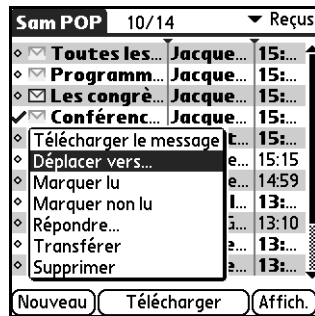 Sam POP 10/14 Reçus
Toutes les... Jacque... 15:...
Programm... Jacque... 15:...
Les congrè... Jacque... 15:...
Conférenc... Jacque... 15:...
Télécharger le message t... 15:...
Déplacer vers... e... 15:15
Marquer lu e... 14:59
Marquer non lu l... 13:...
Répondre... G... 13:10
Transférer e... 13:...
Supprimer e... 13:...
Nouveau Télécharger Affich.